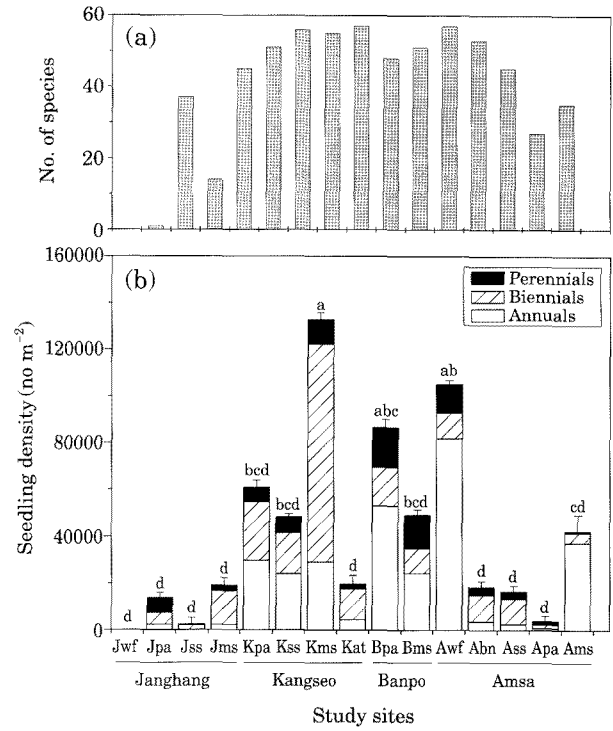 60
40
20
0
No. of species
(a)
160000
120000
80000
40000
0
Seedling density (no m⁻²)
(b)
Perennials
Biennials
Annuals
d d d d bcd bcd a d abc bcd ab d d d cd
Jwf Jpa Jss Jms Kpa Kss Kms Kat Bpa Bms Awf Abn Ass Apa Ams
Janghang Kangseo Banpo Amsa
Study sites